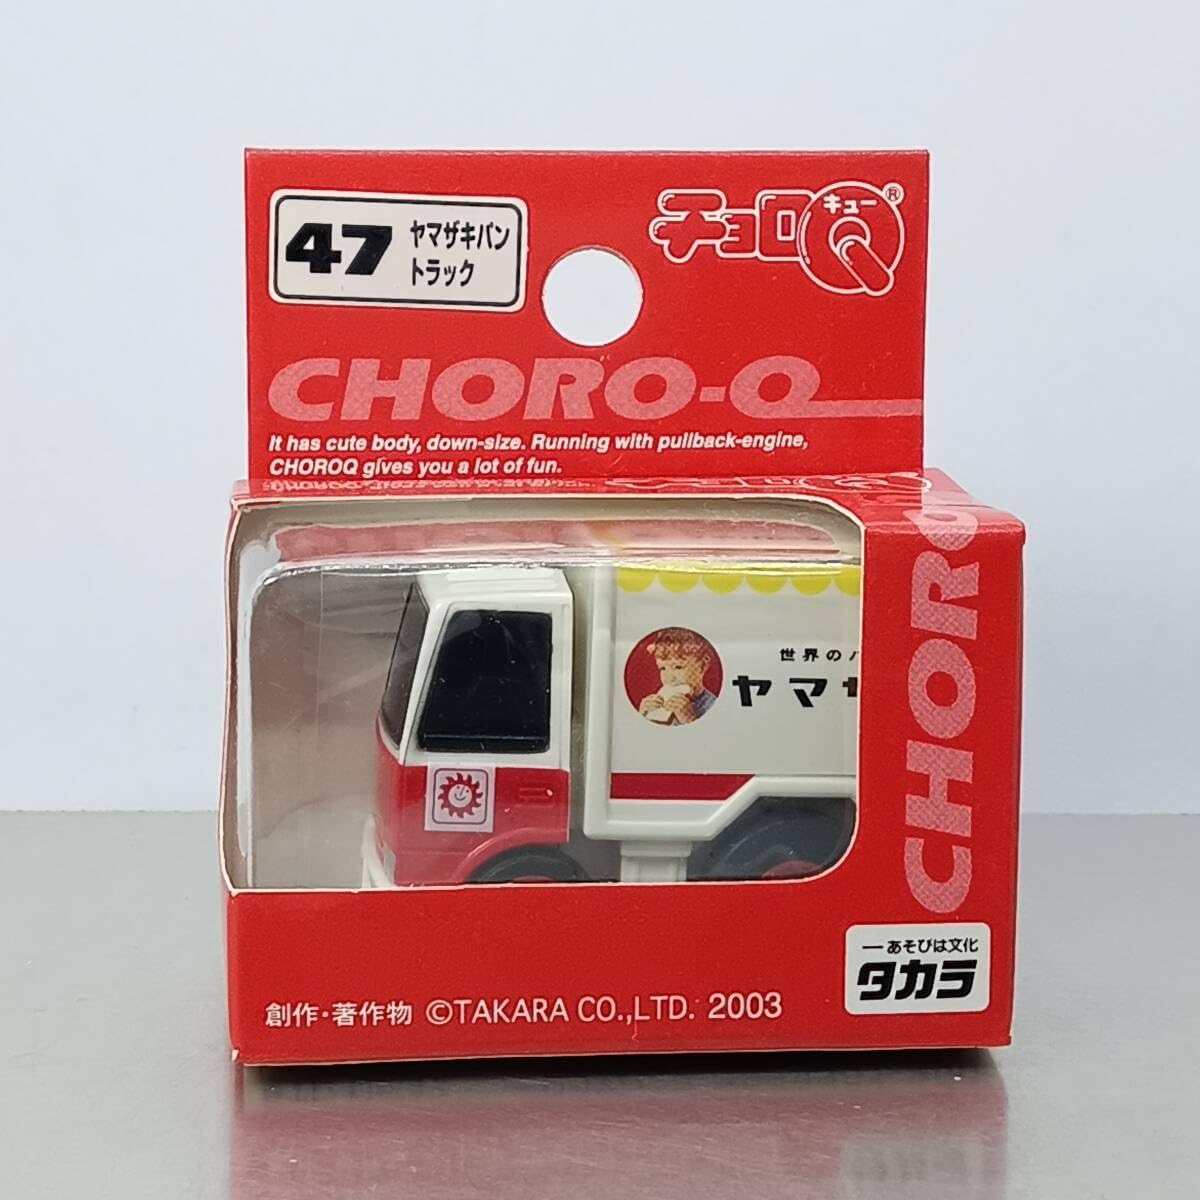 47
ヤマザキパン
トラック
チョロQ
キュー
®
CHORO-Q
It has cute body, down-size. Running with pullback-engine,
CHOROQ gives you a lot of fun.
世界の
ヤマザ
CHORO
創作・著作物 ©TAKARA CO.,LTD. 2003
―あそびは文化
タカラ